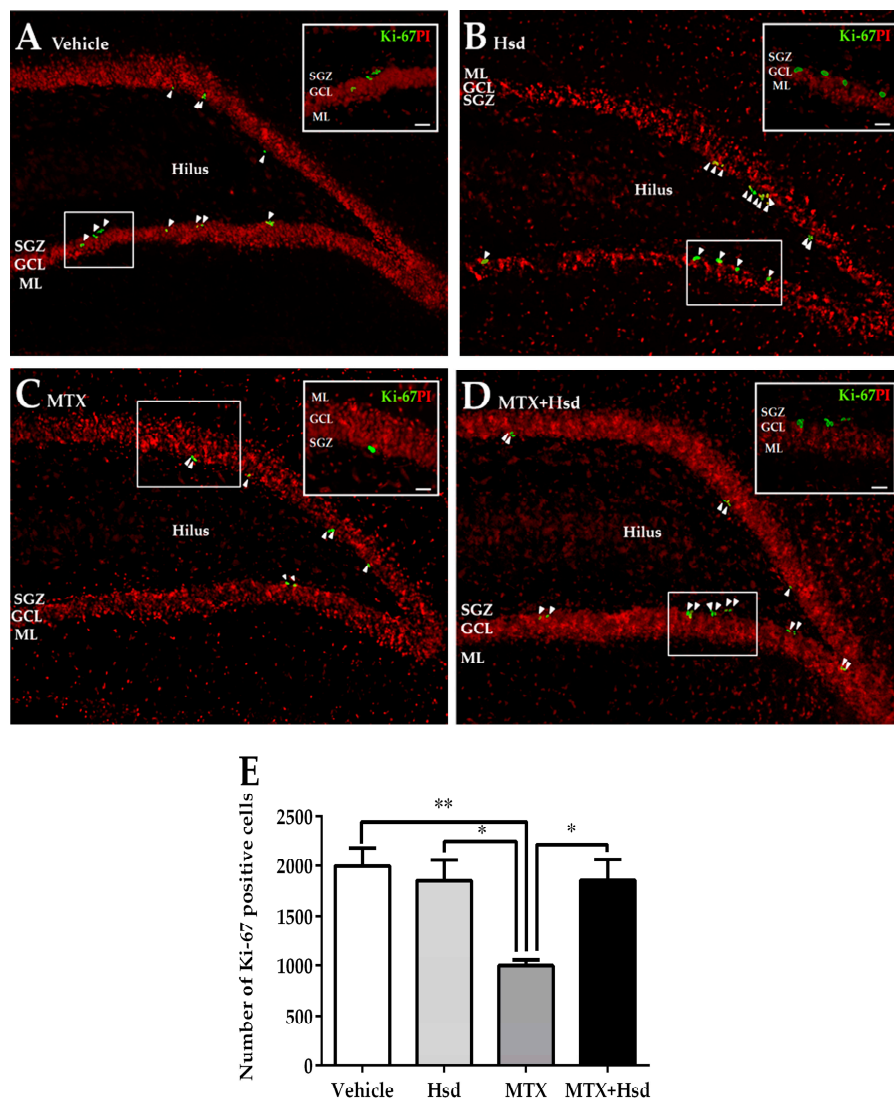 A Vehicle
Ki-67PI
SGZ
GCL
ML
Hilus
SGZ
GCL
ML
B Hsd
Ki-67PI
SGZ
GCL
ML
ML
GCL
SGZ
Hilus
C MTX
Ki-67PI
ML
GCL
SGZ
Hilus
SGZ
GCL
ML
D MTX+Hsd
Ki-67PI
SGZ
GCL
ML
Hilus
SGZ
GCL
ML
E
Number of Ki-67 positive cells
2500
2000
1500
1000
500
0
**
*
*
Vehicle Hsd MTX MTX+Hsd